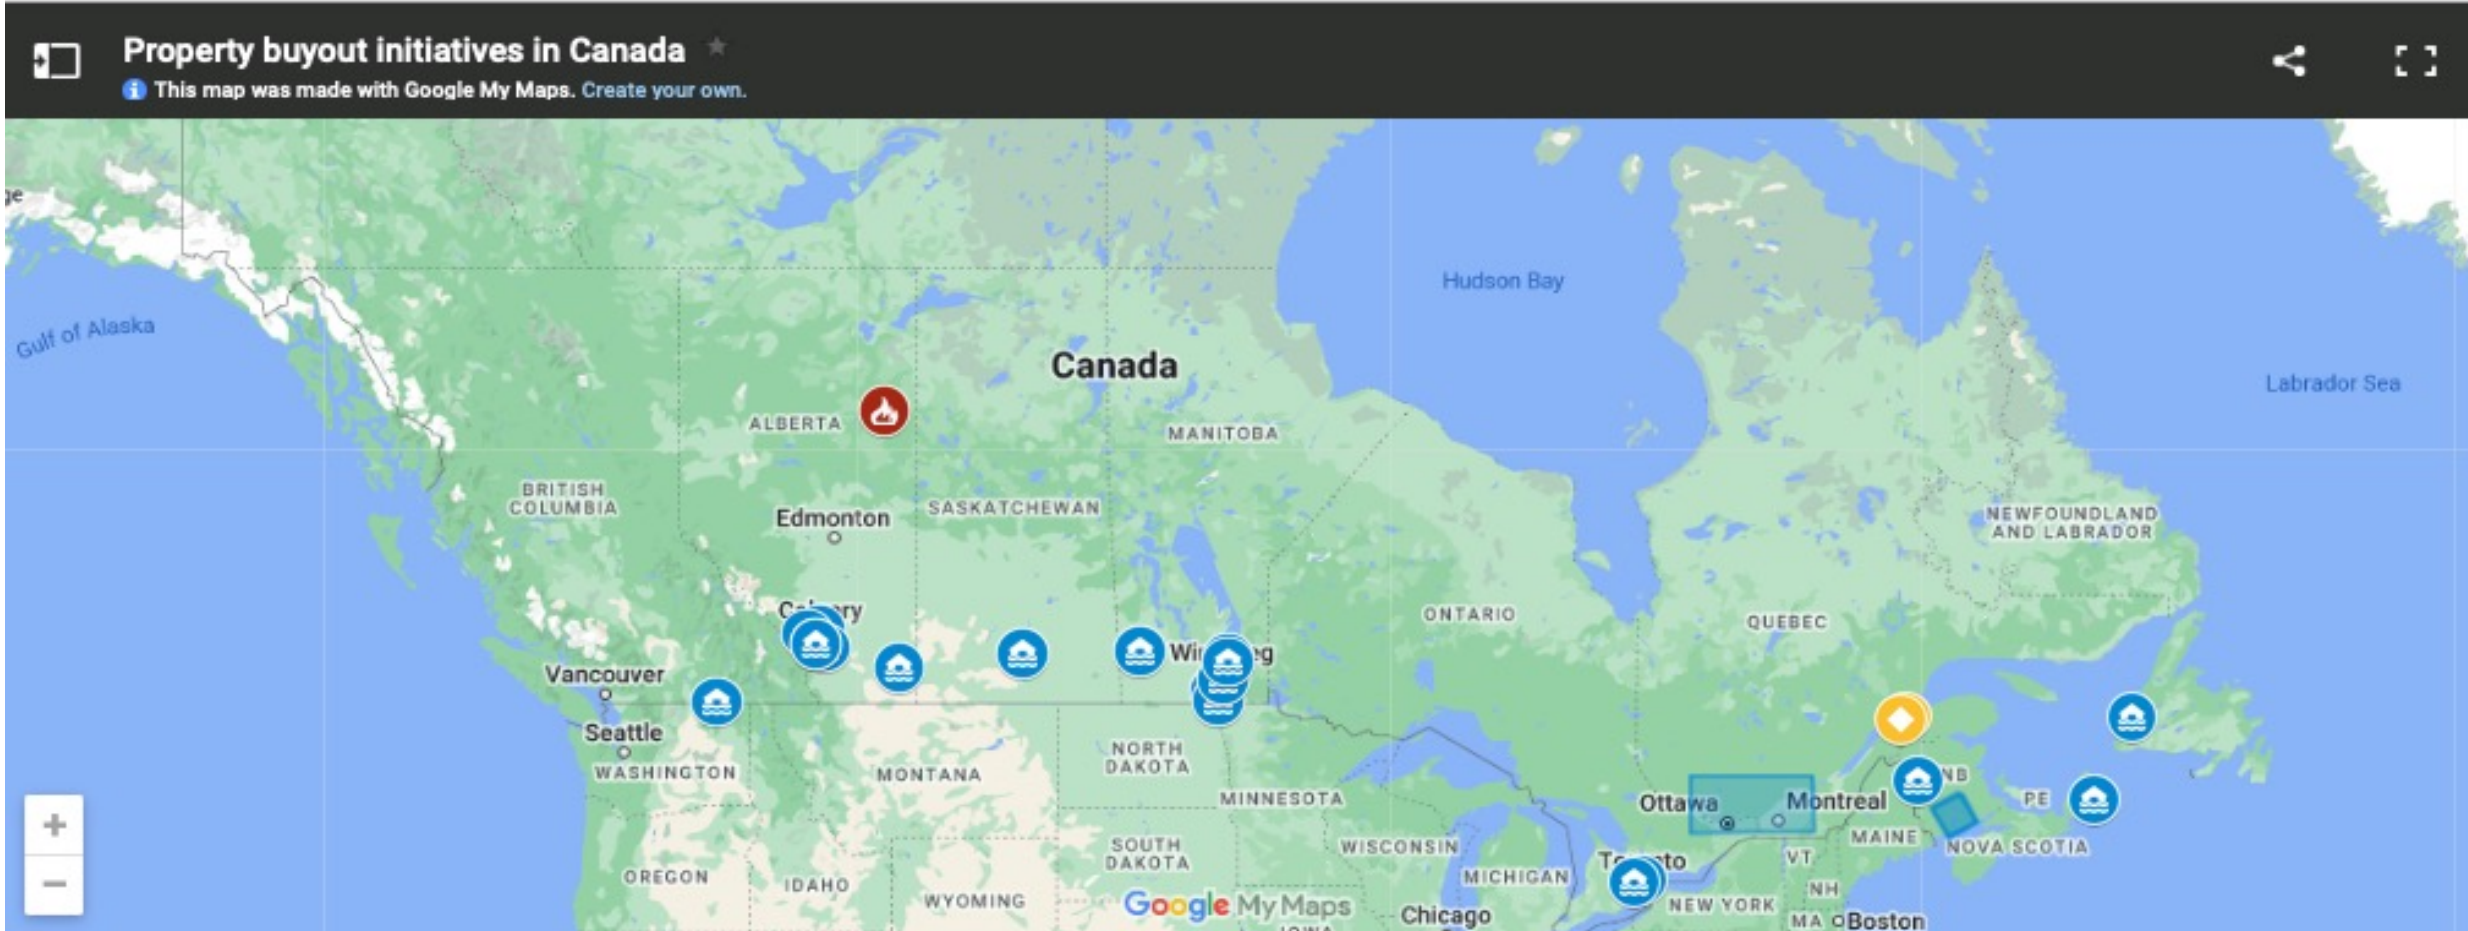 Property buyout initiatives in Canada
This map was made with Google My Maps. Create your own.
ge
Gulf of Alaska
Hudson Bay
Labrador Sea
Canada
ALBERTA
MANITOBA
BRITISH
COLUMBIA
SASKATCHEWAN
Edmonton
NEWFOUNDLAND
AND LABRADOR
ONTARIO
QUEBEC
Vancouver
Seattle
WASHINGTON
MONTANA
NORTH
DAKOTA
MINNESOTA
Ottawa
Montreal
NB
PE
MAINE
NOVA SCOTIA
SOUTH
DAKOTA
WISCONSIN
VT
OREGON
IDAHO
WYOMING
MICHIGAN
NH
NEW YORK
Google My Maps
Chicago
MA
Boston
+
−